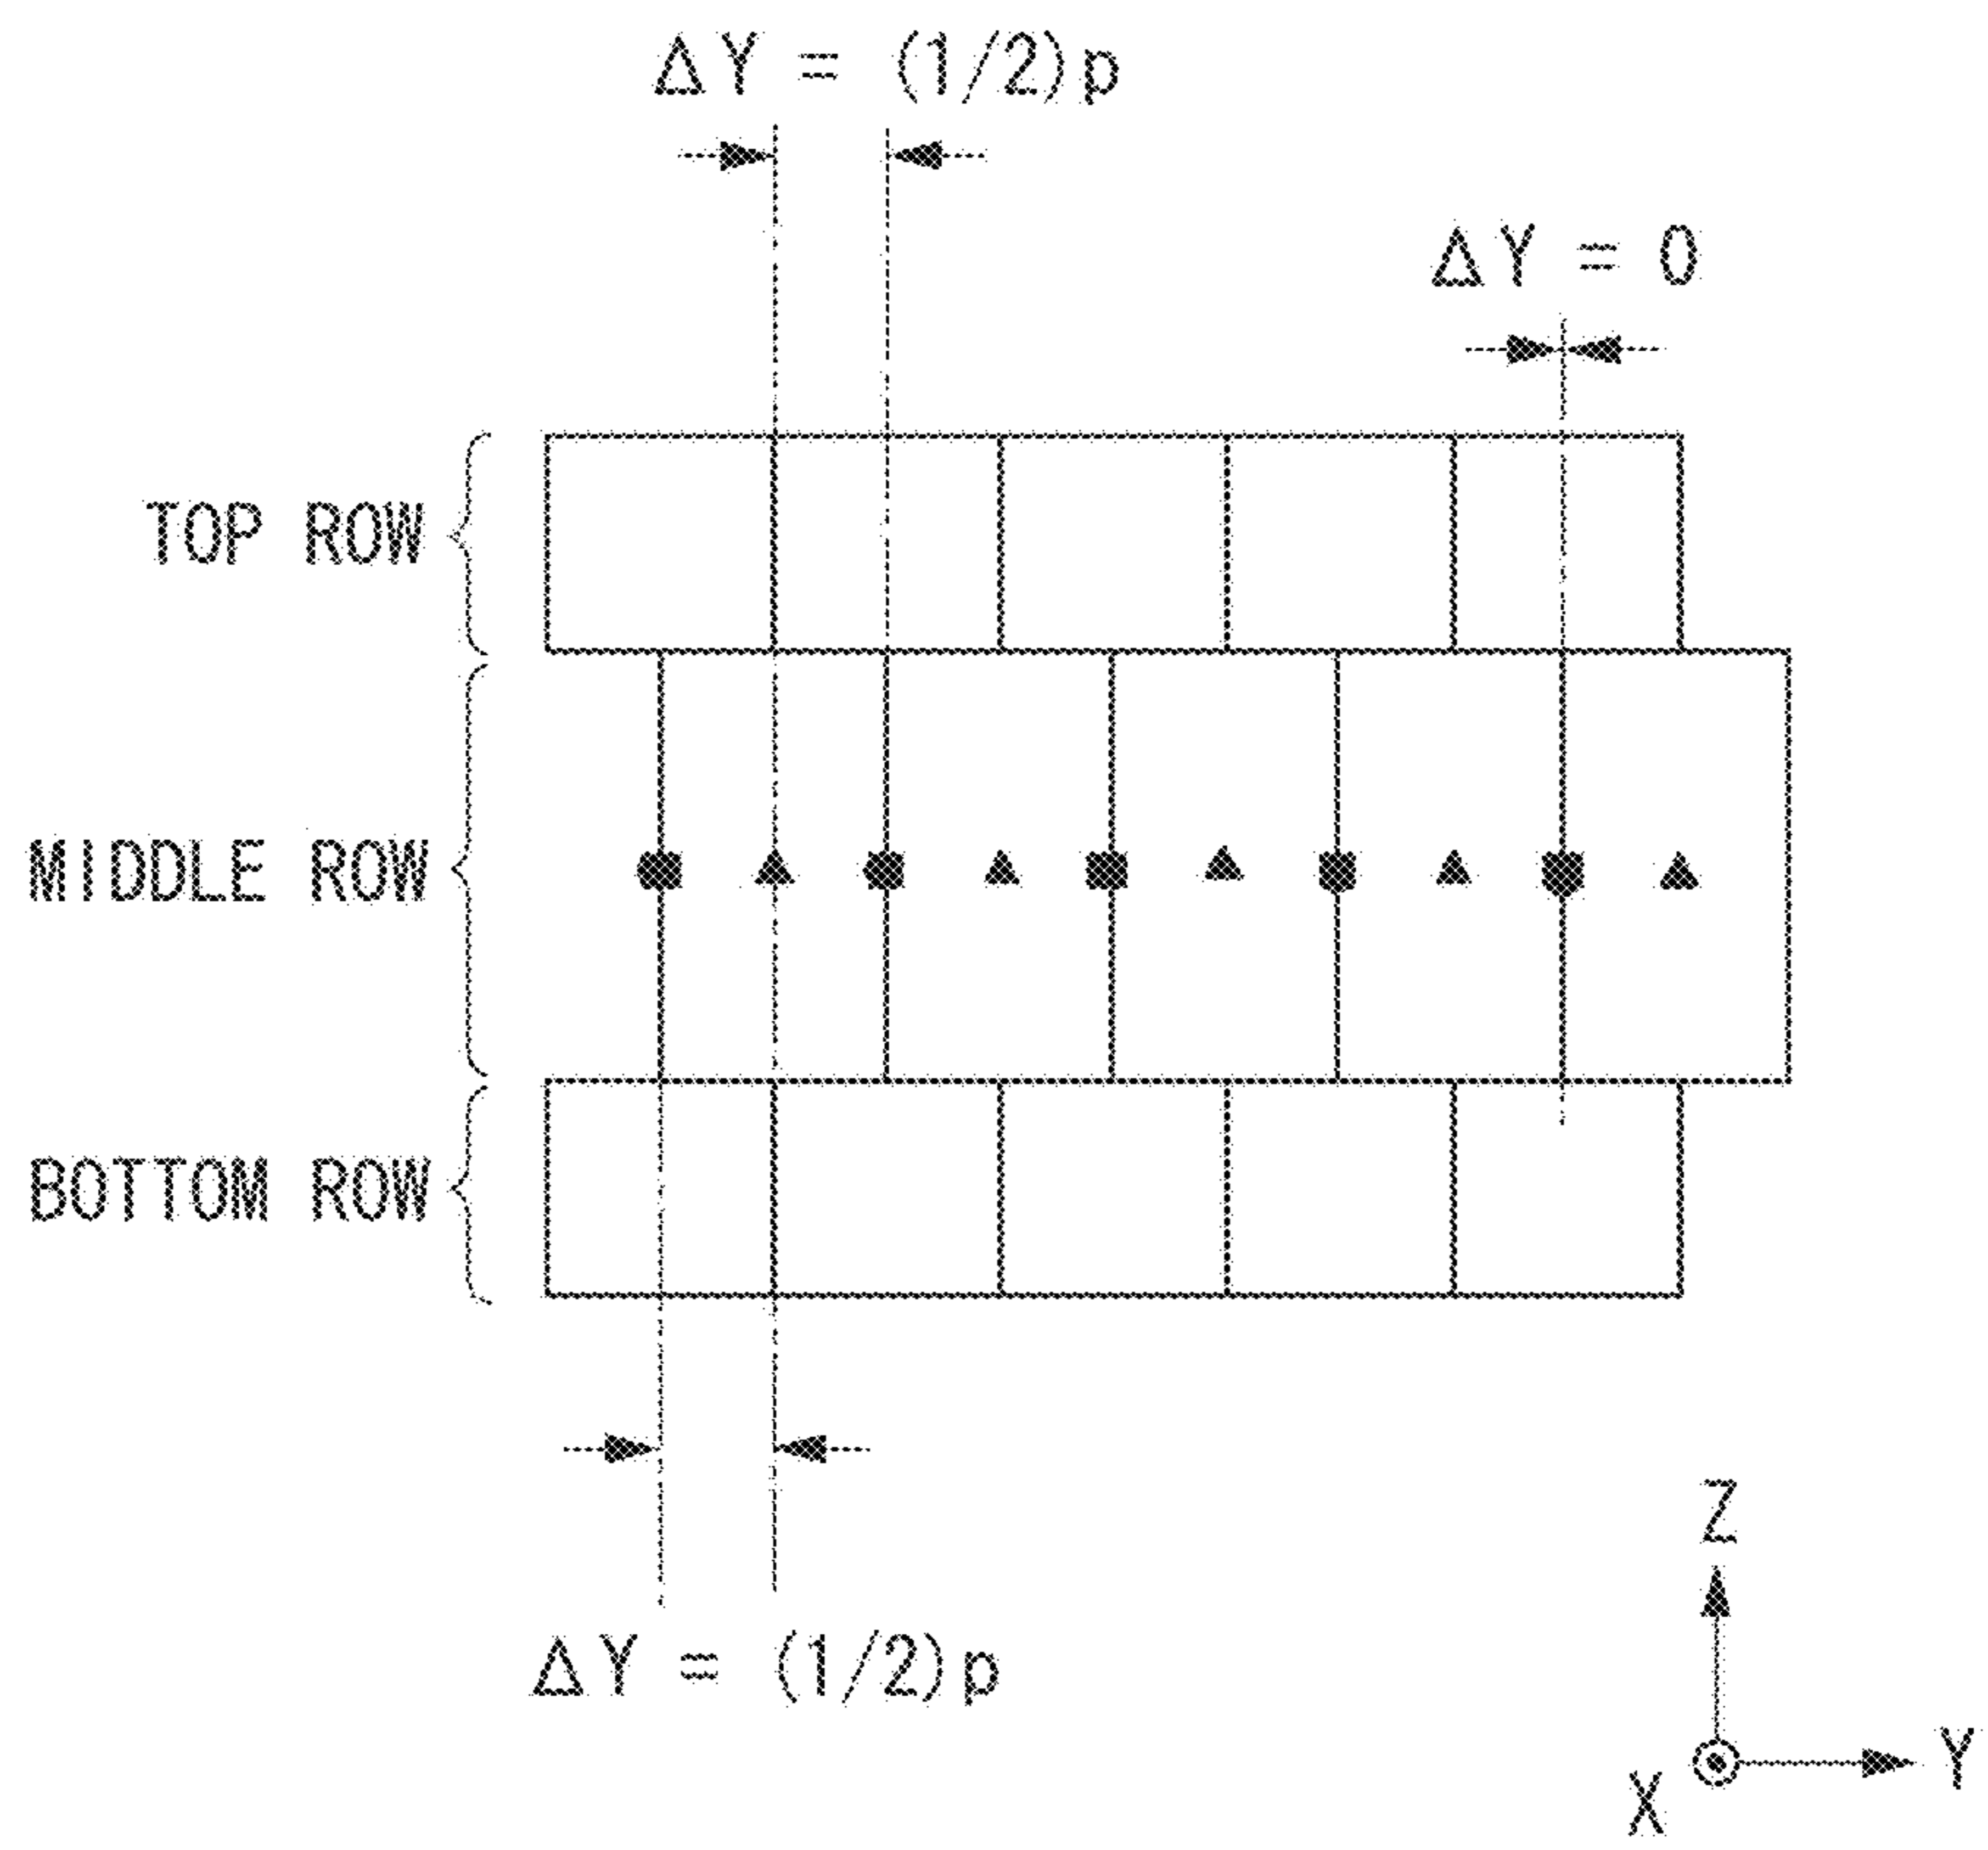 ΔY = (1/2)p
ΔY = 0
TOP ROW
MIDDLE ROW
BOTTOM ROW
ΔY = (1/2)p
Z
Y
X